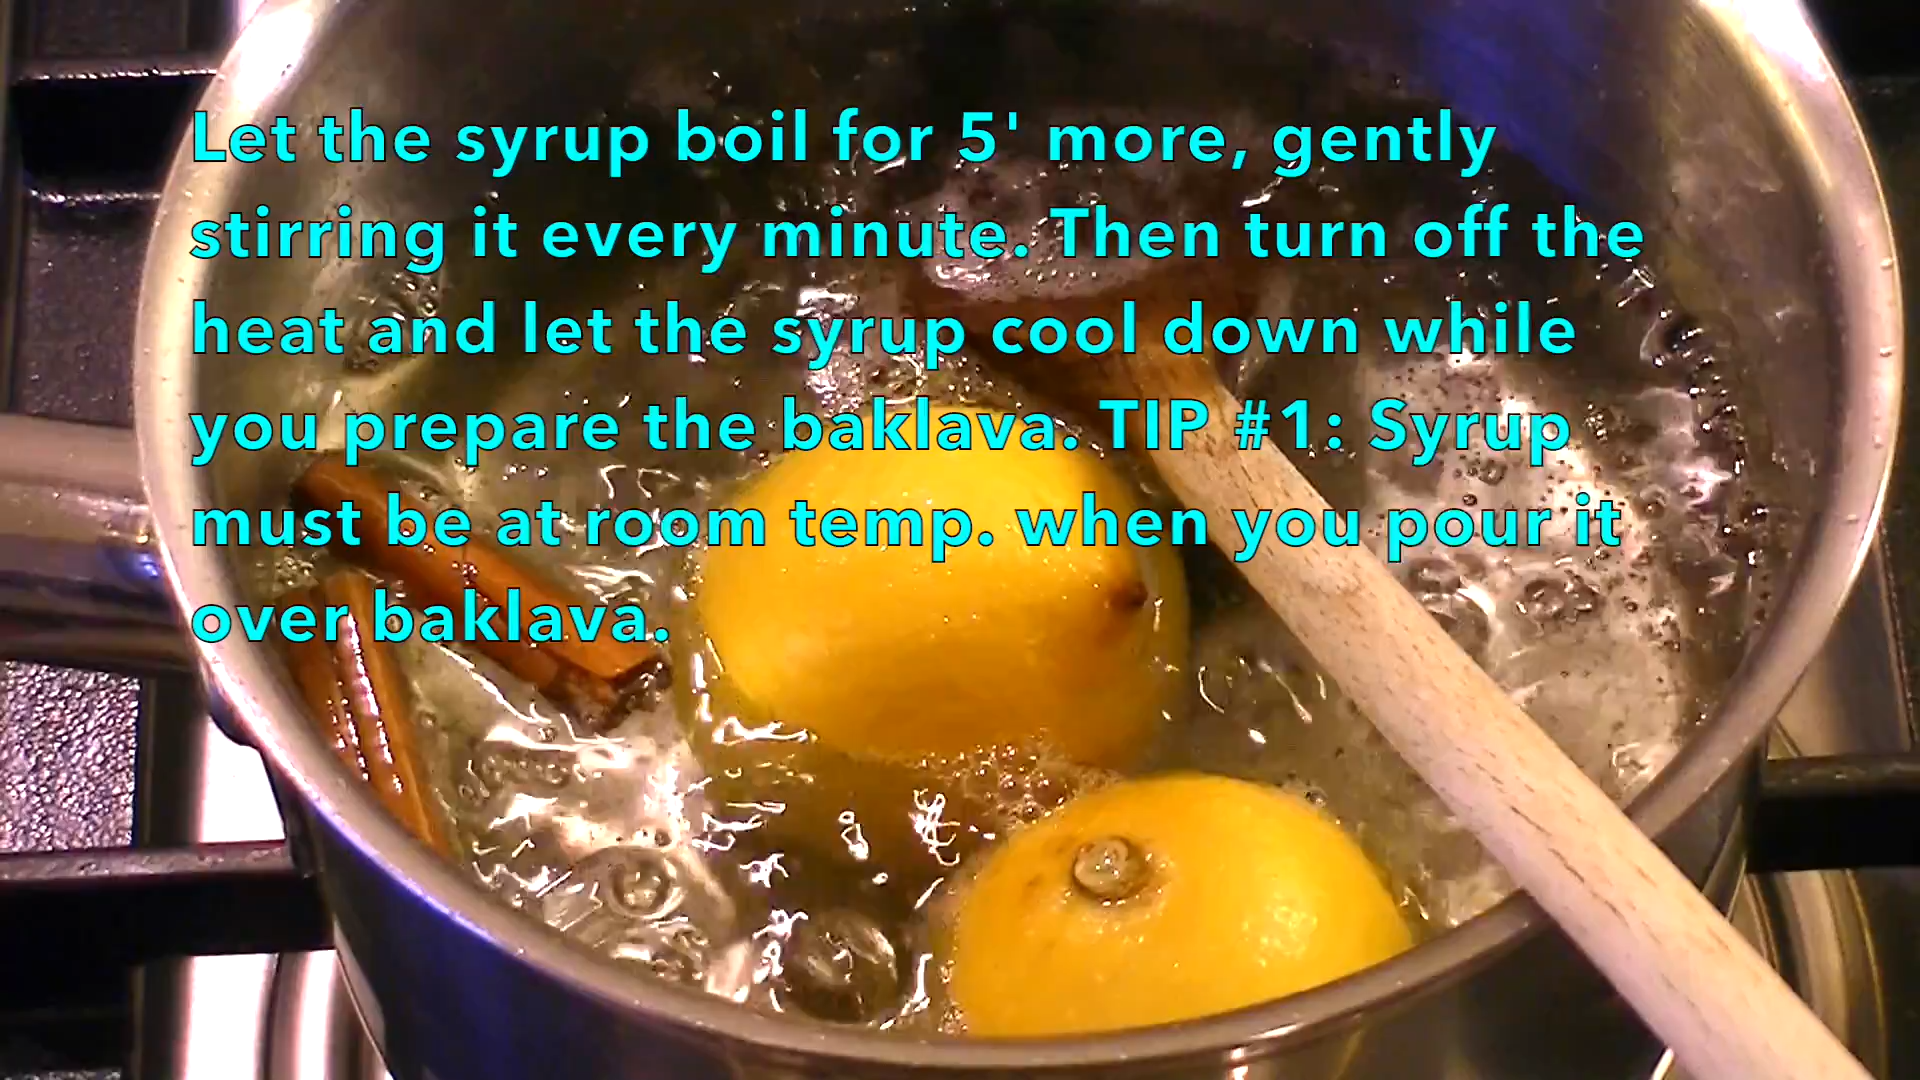 Let the syrup boil for 5' more, gently
stirring it every minute. Then turn off the
heat and let the syrup cool down while
you prepare the baklava. TIP #1: Syrup
must be at room temp. when you pour it
over baklava.